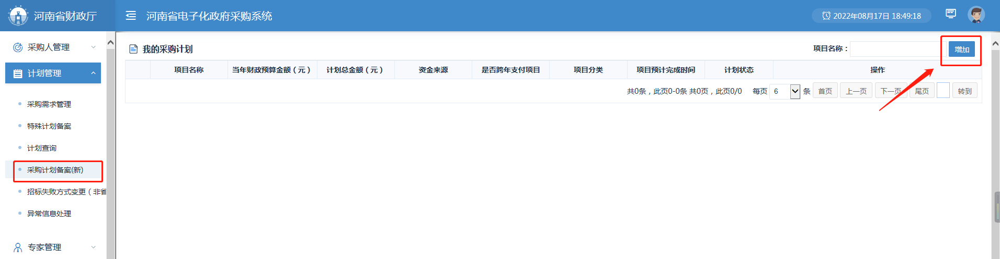 河南省财政厅
河南省电子化政府采购系统
2022年08月17日 18:49:18
采购人管理
计划管理
采购需求管理
特殊计划备案
计划查询
采购计划备案(新)
招标失败方式变更（非省
异常信息处理
专家管理
我的采购计划
项目名称：
增加
项目名称 当年财政预算金额（元） 计划总金额（元） 资金来源 是否跨年支付项目 项目分类 项目预计完成时间 计划状态 操作
共0条，此页0-0条 共0页，此页0/0 每页 6 条 首页 上一页 下一页 尾页 转到